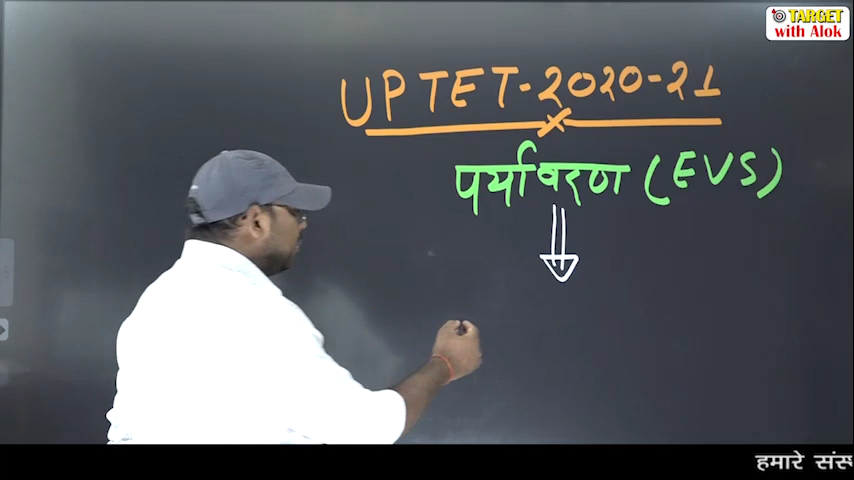 TARGET
with Alok
UPTET-2020-21
पर्यावरण (EVS)
हमारे